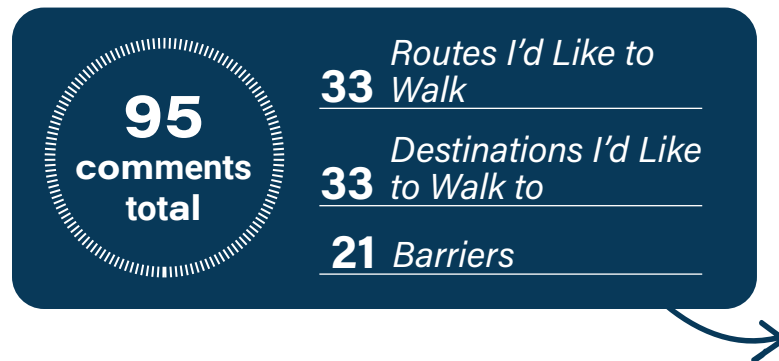 95
comments
total
33 Routes I’d Like to
Walk
33 Destinations I’d Like
to Walk to
21 Barriers